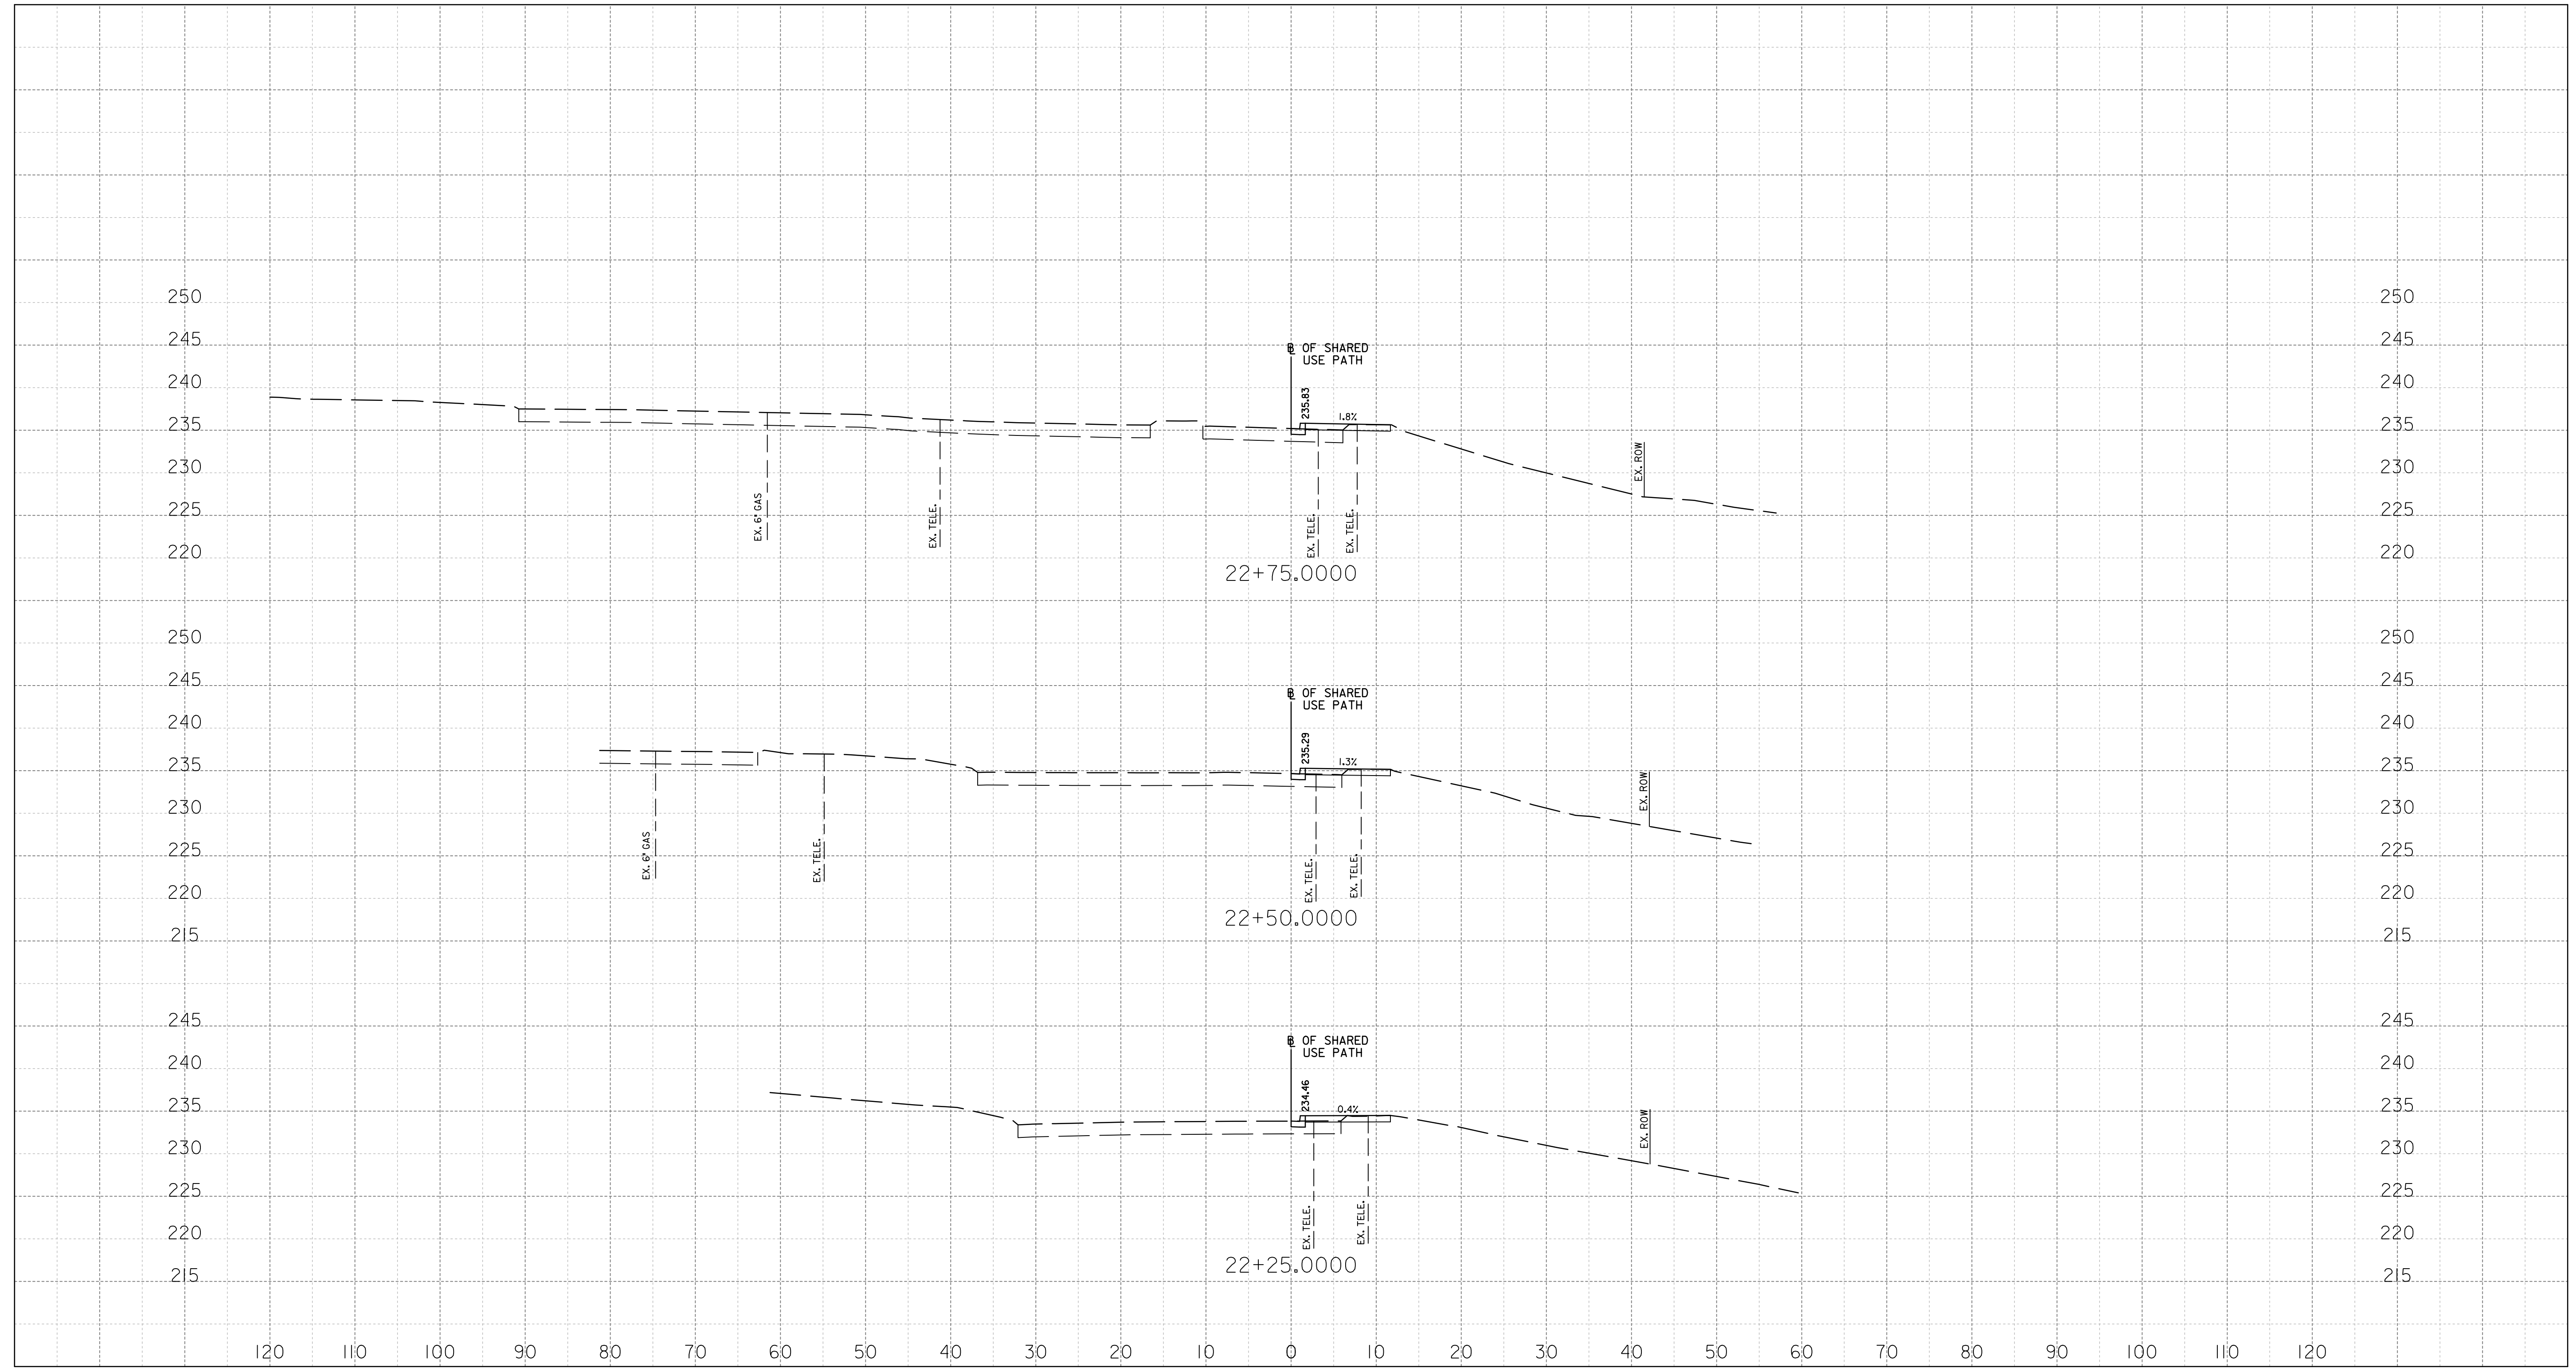 250 250
245 245
℄ OF SHARED
USE PATH
240 240
235.83
1.8%
235 235
EX. ROW
230 230
EX. 6" GAS
EX. TELE.
EX. TELE.
EX. TELE.
225 225
220 220
22+75.0000
250 250
245 245
℄ OF SHARED
USE PATH
240 240
235.29
1.3%
235 235
EX. ROW
230 230
EX. 6" GAS
EX. TELE.
EX. TELE.
EX. TELE.
225 225
220 220
22+50.0000
215 215
245 245
℄ OF SHARED
USE PATH
240 240
234.46
0.4%
235 235
EX. ROW
230 230
225 225
EX. TELE.
EX. TELE.
220 220
22+25.0000
215 215
120 110 100 90 80 70 60 50 40 30 20 10 0 10 20 30 40 50 60 70 80 90 100 110 120